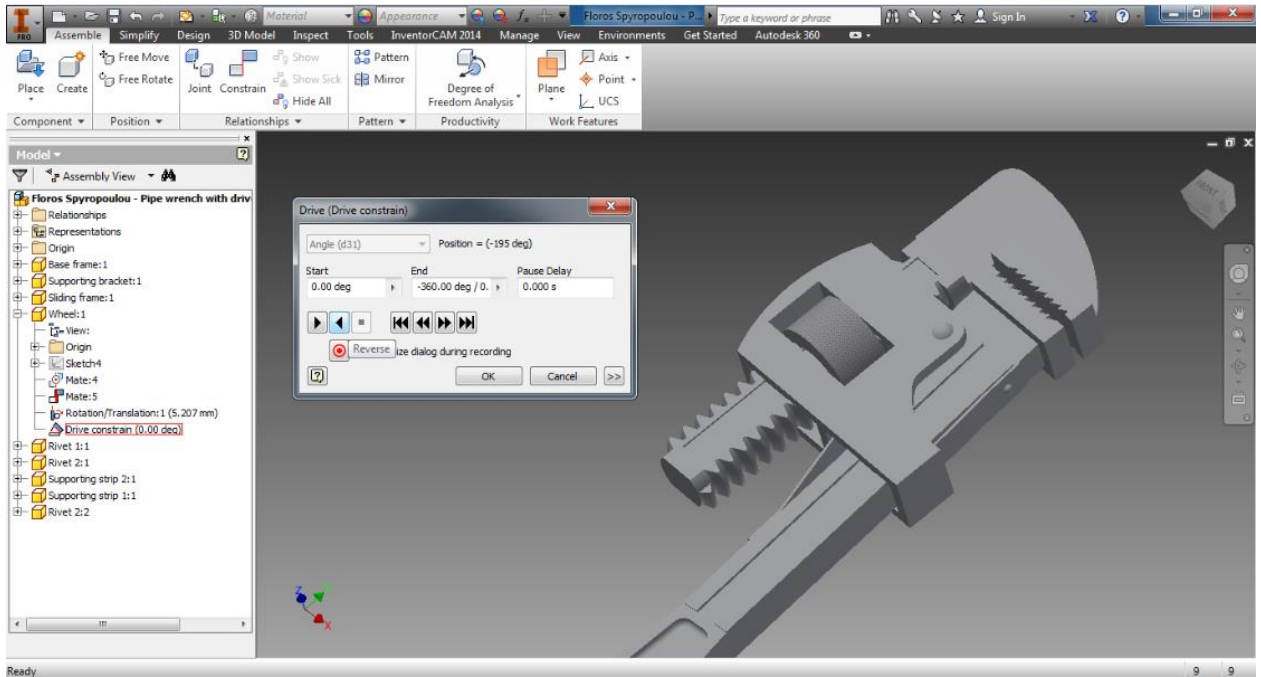 PRO
Material
Appearance
fx
Floros Spyropoulou - P...
Type a keyword or phrase
Sign In
Assemble Simplify Design 3D Model Inspect Tools InventorCAM 2014 Manage View Environments Get Started Autodesk 360
Place
Create
Free Move
Free Rotate
Joint
Constrain
Show
Show Sick
Hide All
Pattern
Mirror
Degree of
Freedom Analysis
Plane
Axis
Point
UCS
Component
Position
Relationships
Pattern
Productivity
Work Features
Model
Assembly View
Floros Spyropoulou - Pipe wrench with driv
Relationships
Representations
Origin
Base frame:1
Supporting bracket:1
Sliding frame:1
Wheel:1
View:
Origin
Sketch4
Mate:4
Mate:5
Rotation/Translation:1 (5.207 mm)
Drive constrain (0.00 deg)
Rivet 1:1
Rivet 2:1
Supporting strip 2:1
Supporting strip 1:1
Rivet 2:2
Drive (Drive constrain)
Angle (d31)
Position = (-195 deg)
Start
End
Pause Delay
0.00 deg
-360.00 deg / 0.
0.000 s
Reverse
ize dialog during recording
OK
Cancel
>>
FRONT
Z
Y
X
Ready
9 9